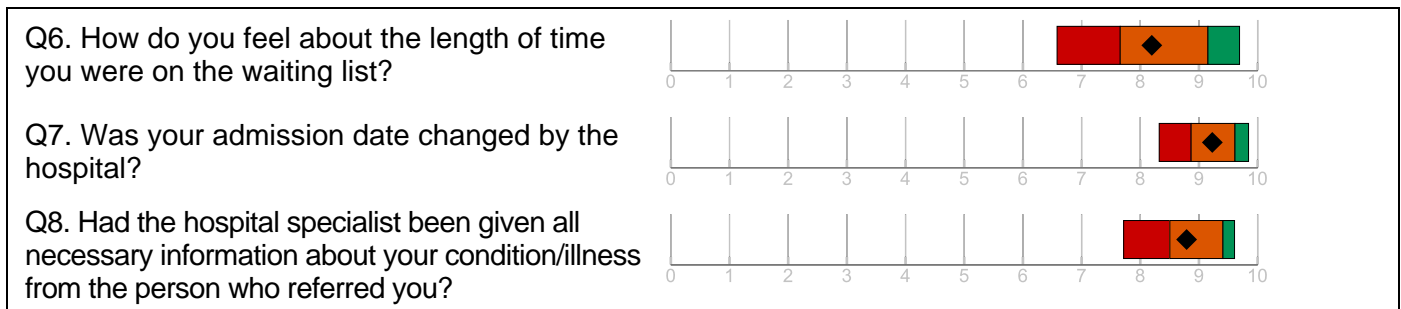 Q6. How do you feel about the length of time
you were on the waiting list?
0 1 2 3 4 5 6 7 8 9 10
Q7. Was your admission date changed by the
hospital?
0 1 2 3 4 5 6 7 8 9 10
Q8. Had the hospital specialist been given all
necessary information about your condition/illness
from the person who referred you?
0 1 2 3 4 5 6 7 8 9 10